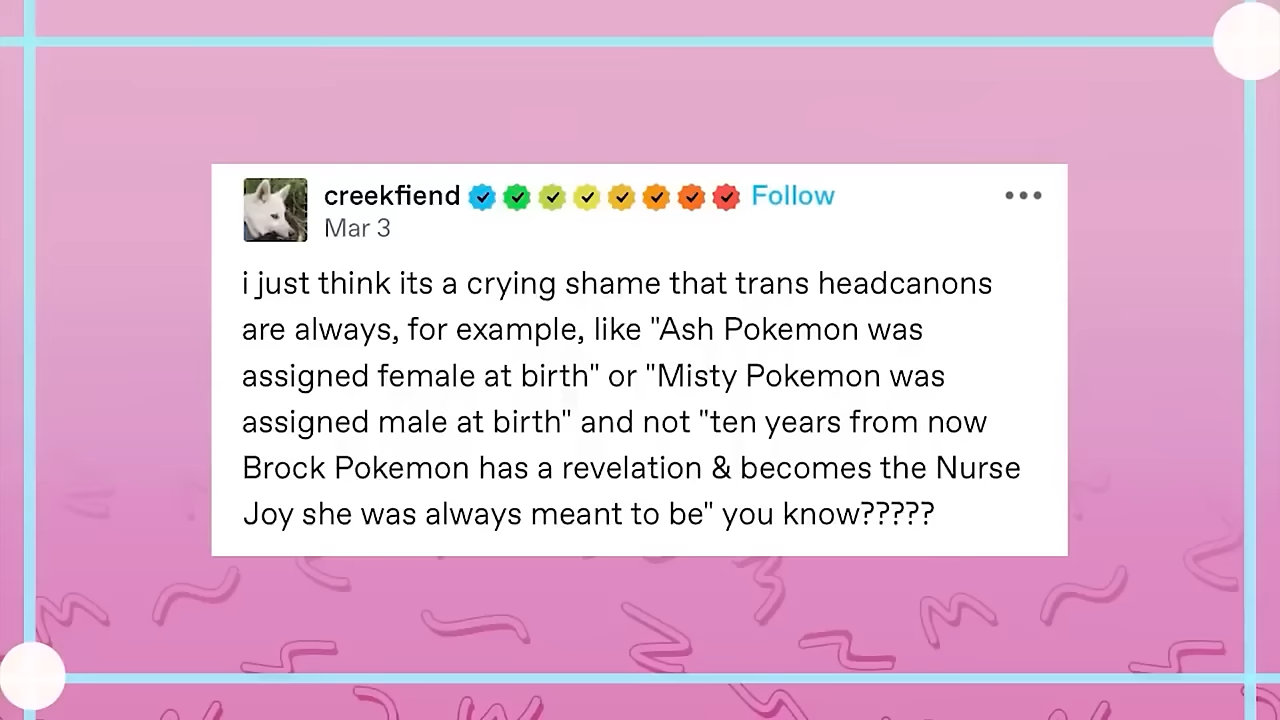 creekfiend Follow
Mar 3
i just think its a crying shame that trans headcanons
are always, for example, like "Ash Pokemon was
assigned female at birth" or "Misty Pokemon was
assigned male at birth" and not "ten years from now
Brock Pokemon has a revelation & becomes the Nurse
Joy she was always meant to be" you know?????